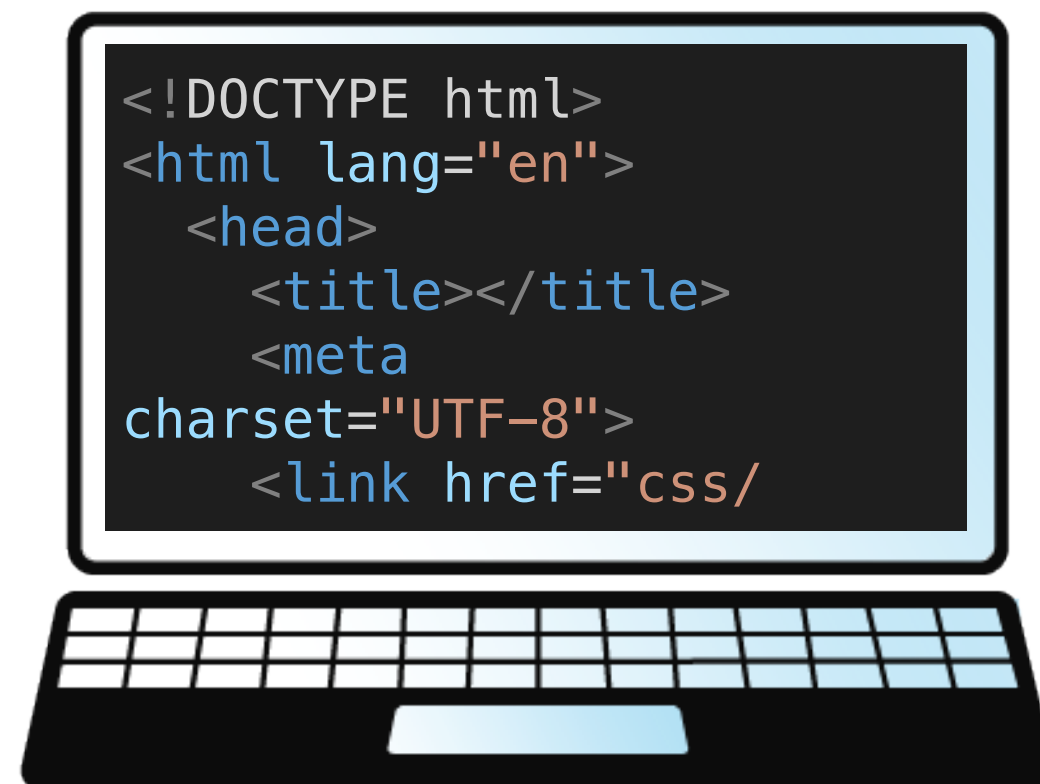 <!DOCTYPE html>
<html lang="en">
  <head>
    <title></title>
    <meta
charset="UTF-8">
    <link href="css/